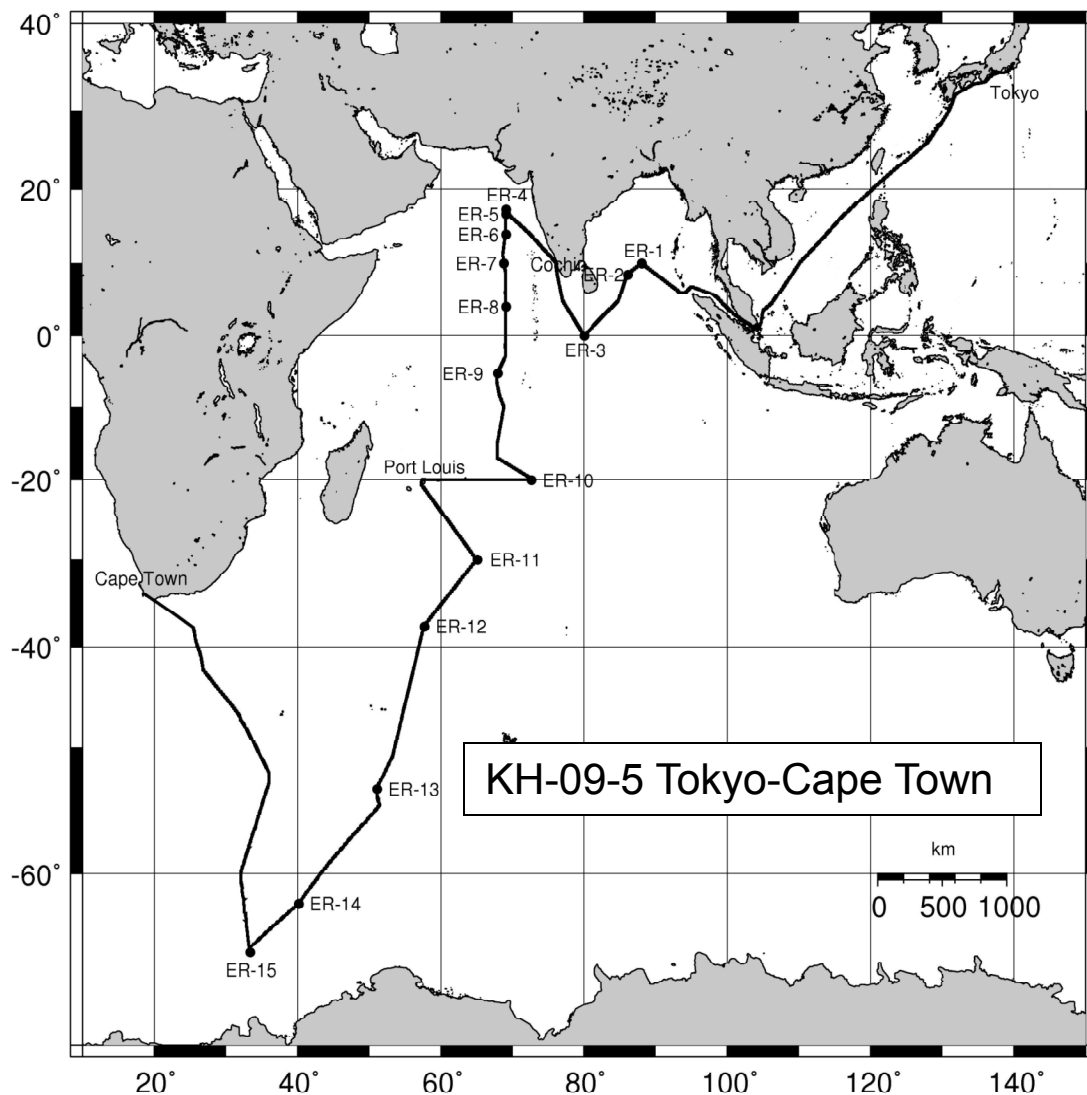 40°
Tokyo
20°
ER-4
ER-5
ER-6
ER-1
ER-7
Cochin
ER-2
ER-8
0°
ER-3
ER-9
Port Louis
-20°
ER-10
ER-11
Cape Town
ER-12
-40°
KH-09-5 Tokyo-Cape Town
ER-13
km
-60°
0 500 1000
ER-14
ER-15
20° 40° 60° 80° 100° 120° 140°